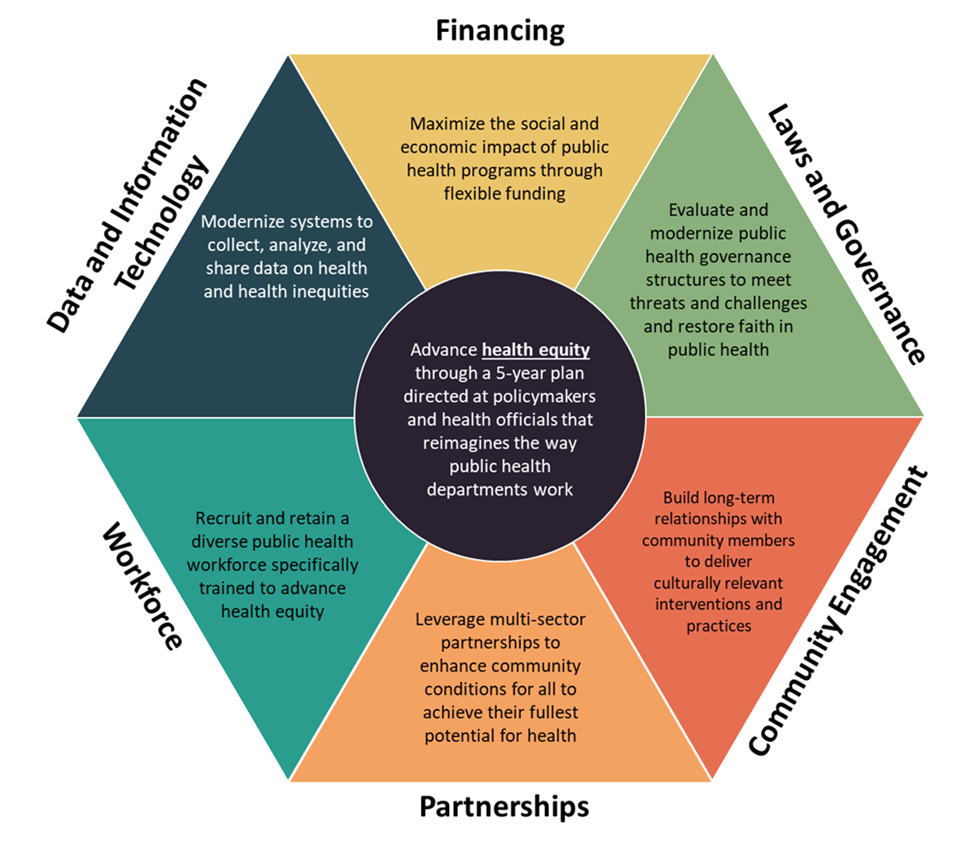 Financing
Maximize the social and
economic impact of public
health programs through
flexible funding
Laws and Governance
Evaluate and
modernize public
health governance
structures to meet
threats and challenges
and restore faith in
public health
Community Engagement
Build long-term
relationships with
community members
to deliver
culturally relevant
interventions and
practices
Partnerships
Leverage multi-sector
partnerships to
enhance community
conditions for all to
achieve their fullest
potential for health
Workforce
Recruit and retain a
diverse public health
workforce specifically
trained to advance
health equity
Data and Information
Technology
Modernize systems to
collect, analyze, and
share data on health
and health inequities
Advance health equity
through a 5-year plan
directed at policymakers
and health officials that
reimagines the way
public health
departments work